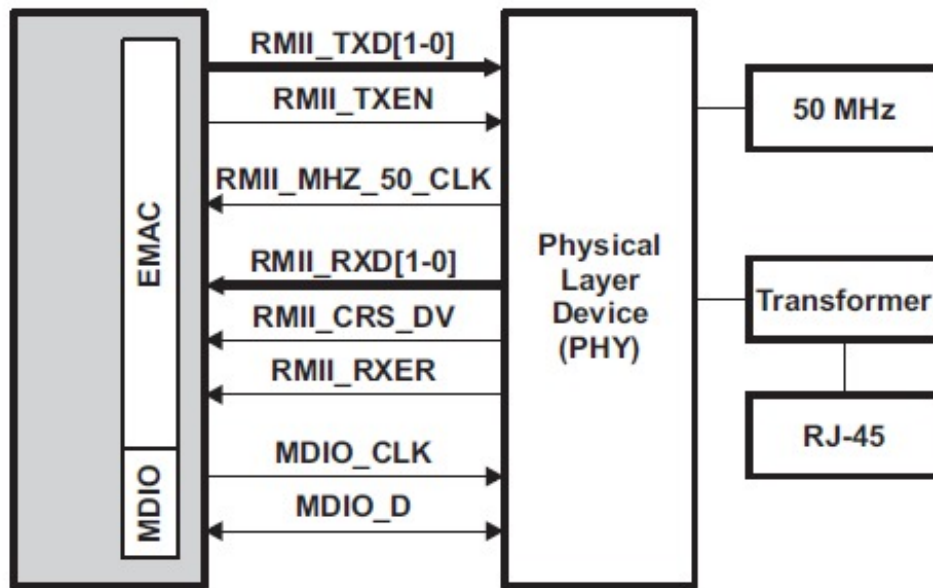 RMII_TXD[1-0]
RMII_TXEN
RMII_MHZ_50_CLK
RMII_RXD[1-0]
RMII_CRS_DV
RMII_RXER
MDIO_CLK
MDIO_D
EMAC
MDIO
Physical
Layer
Device
(PHY)
50 MHz
Transformer
RJ-45